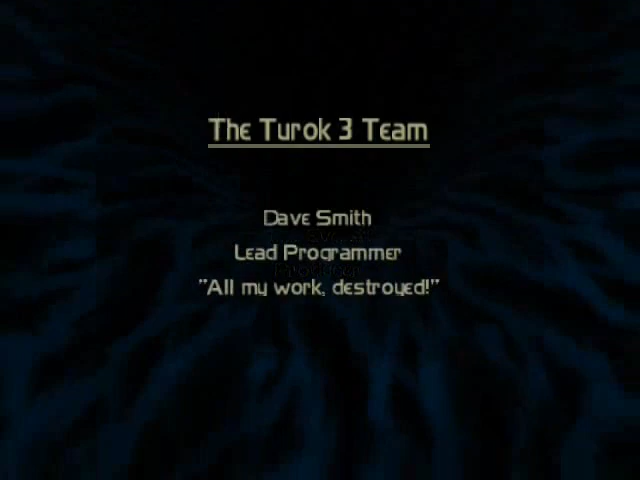 The Turok 3 Team
Dave Smith
Lead Programmer
"All my work, destroyed!"